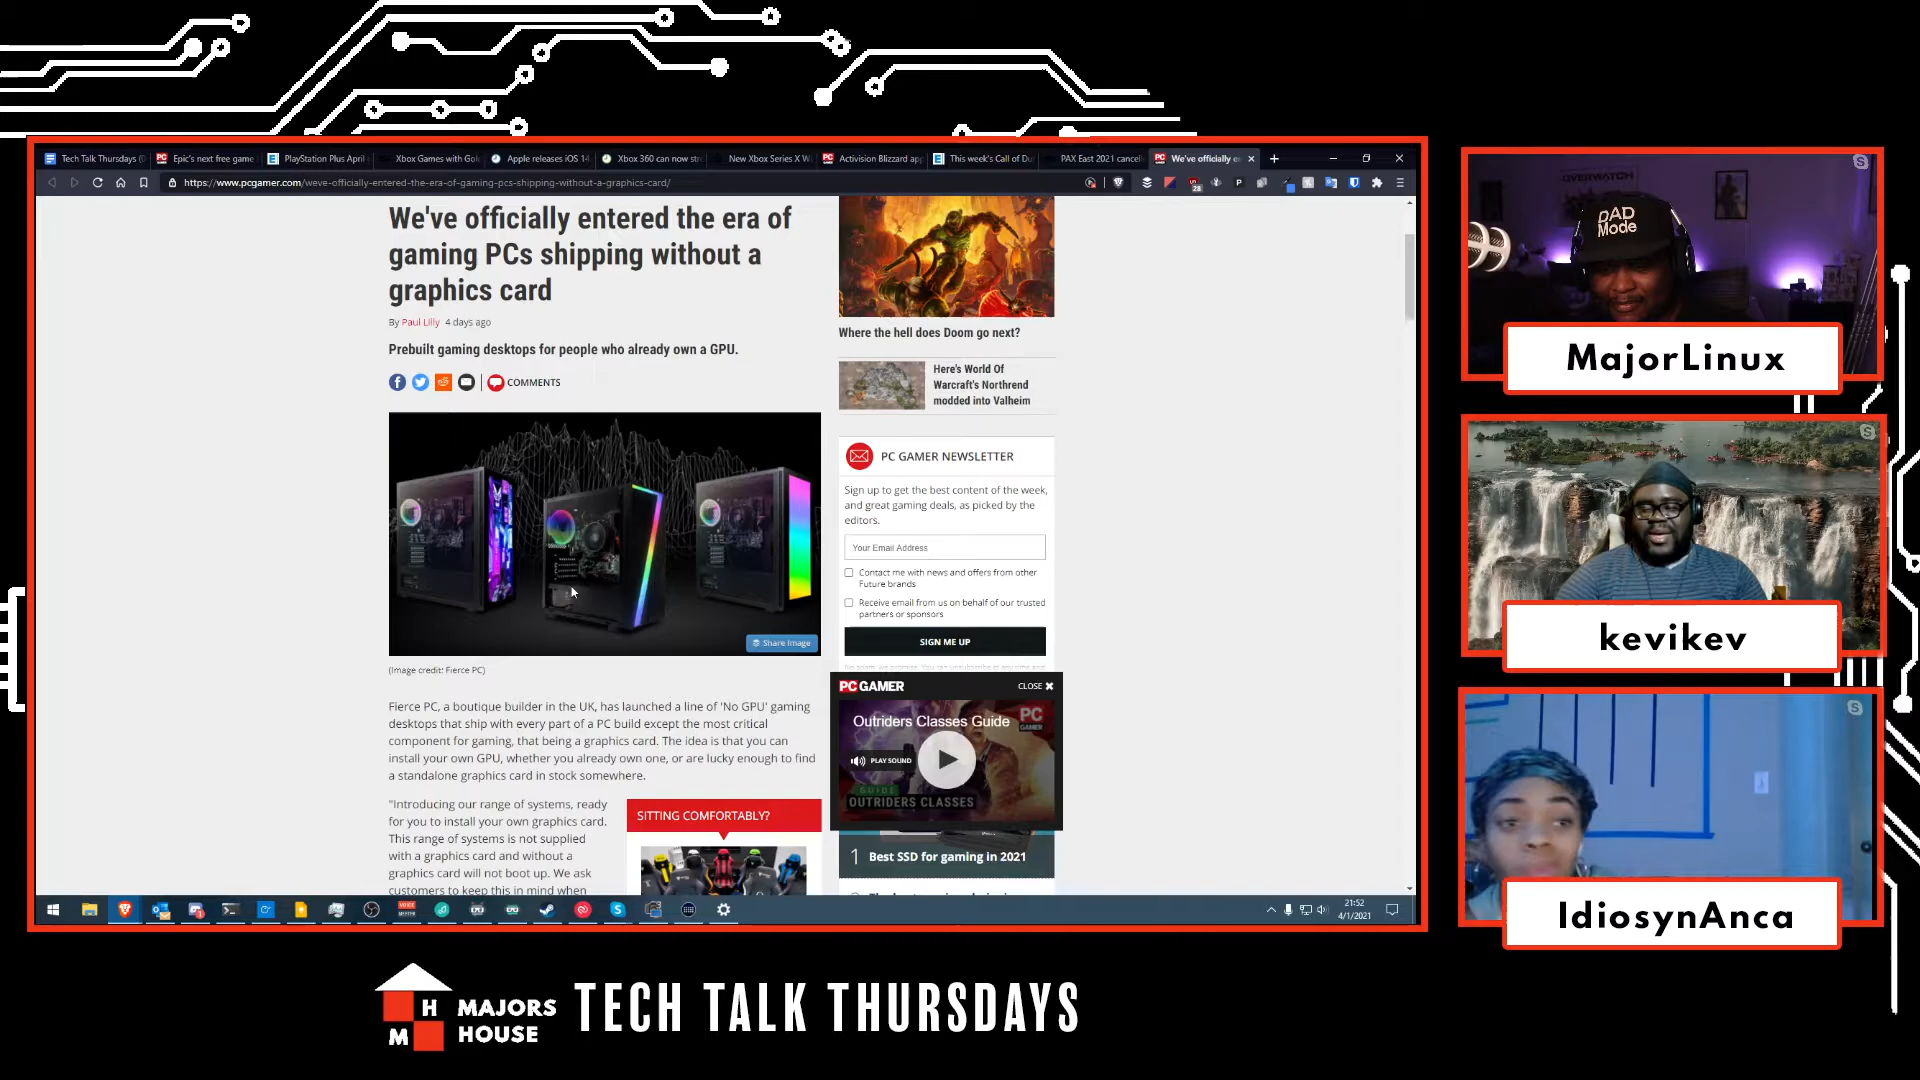 Tech Talk Thursdays (
Epic's next free game
PlayStation Plus April
Xbox Games with Gol
Apple releases iOS 14
Xbox 360 can now str
New Xbox Series X W
Activision Blizzard ap
This week's Call of Du
PAX East 2021 cancel
We've officially e
https://www.pcgamer.com/weve-officially-entered-the-era-of-gaming-pcs-shipping-without-a-graphics-card/
28
We've officially entered the era of
gaming PCs shipping without a
graphics card
By Paul Lilly 4 days ago
Prebuilt gaming desktops for people who already own a GPU.
COMMENTS
Share Image
(Image credit: Fierce PC)
Fierce PC, a boutique builder in the UK, has launched a line of 'No GPU' gaming
desktops that ship with every part of a PC build except the most critical
component for gaming, that being a graphics card. The idea is that you can
install your own GPU, whether you already own one, or are lucky enough to find
a standalone graphics card in stock somewhere.
"Introducing our range of systems, ready
for you to install your own graphics card.
This range of systems is not supplied
with a graphics card and without a
graphics card will not boot up. We ask
customers to keep this in mind when
SITTING COMFORTABLY?
Where the hell does Doom go next?
Here's World Of
Warcraft's Northrend
modded into Valheim
PC GAMER NEWSLETTER
Sign up to get the best content of the week,
and great gaming deals, as picked by the
editors.
Your Email Address
Contact me with news and offers from other
Future brands
Receive email from us on behalf of our trusted
partners or sponsors
SIGN ME UP
PC GAMER
CLOSE
Outriders Classes Guide
PC
GAMER
PLAY SOUND
GUIDE
OUTRIDERS CLASSES
1 Best SSD for gaming in 2021
21:52
4/1/2021
OVERWATCH
DAD
Mode
MajorLinux
kevikev
IdiosynAnca
H
M
MAJORS
HOUSE
TECH TALK THURSDAYS